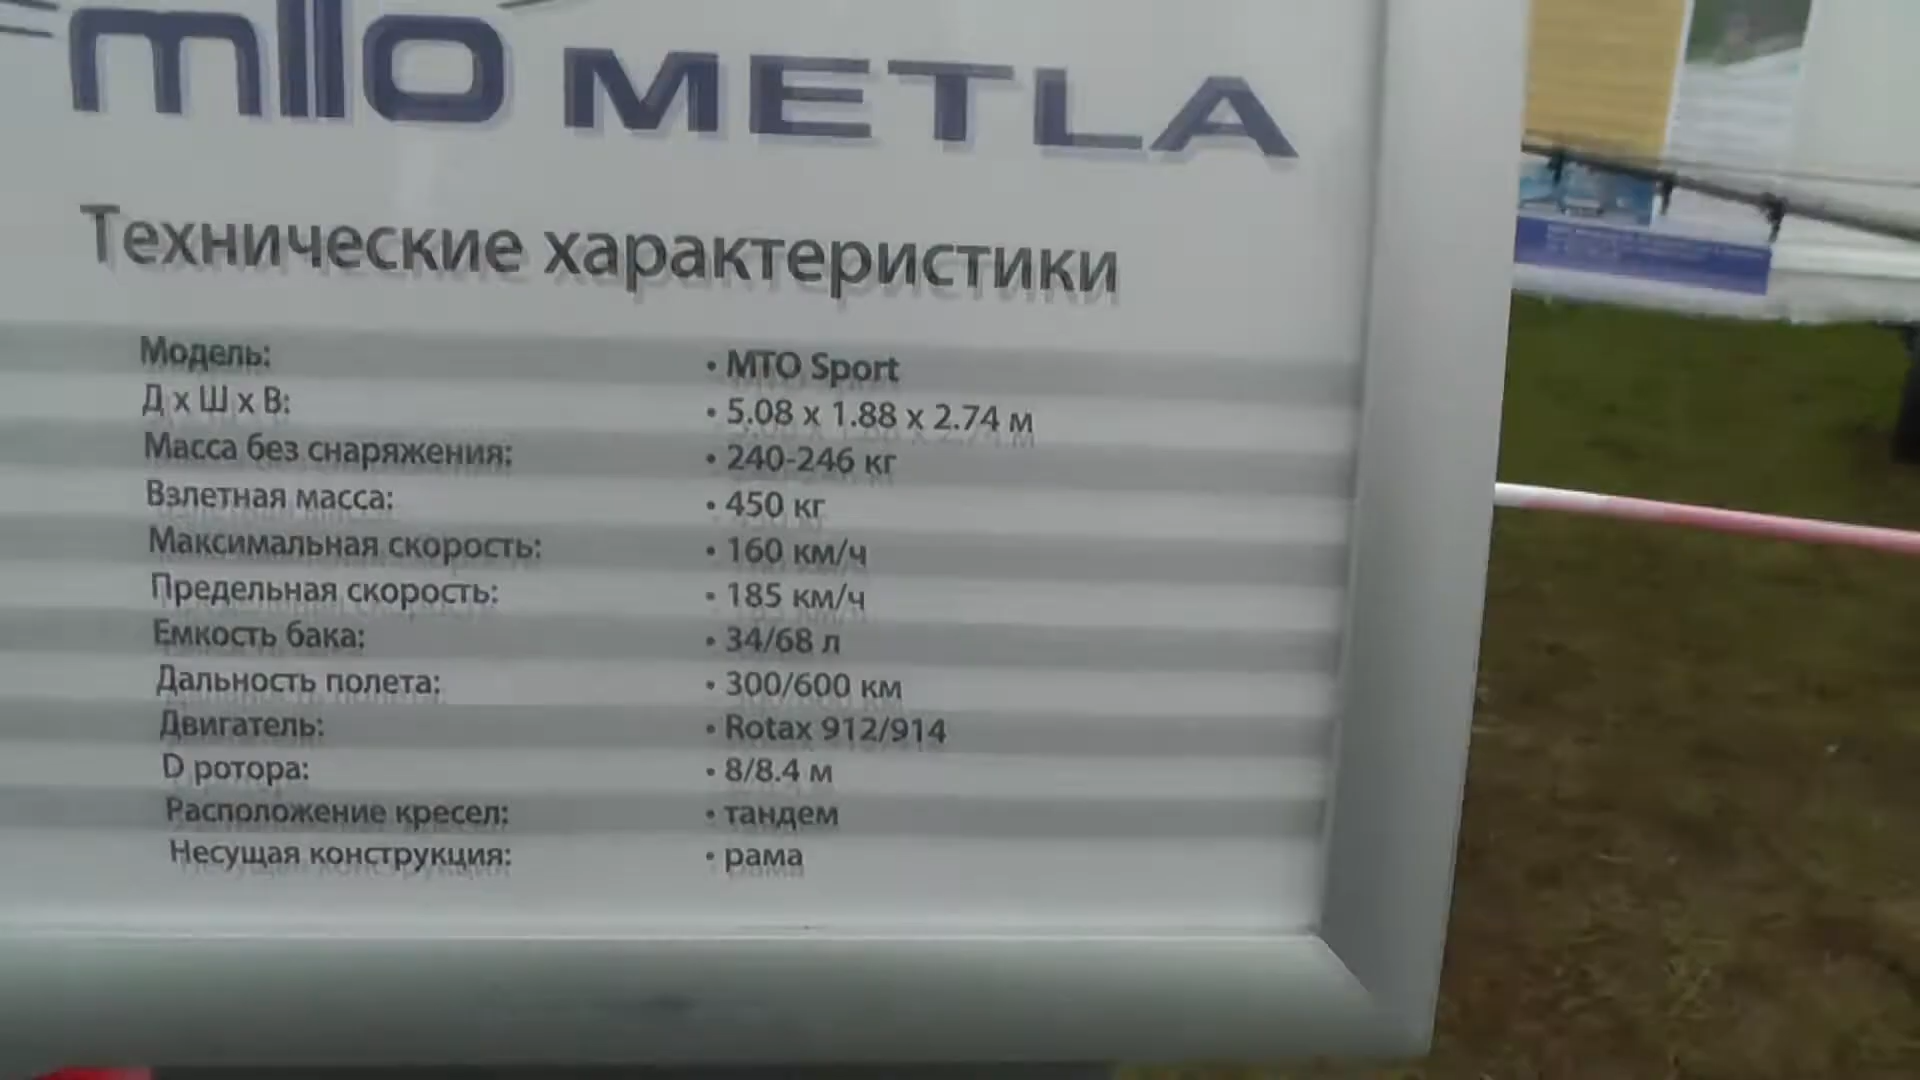 mto METLA
Технические характеристики
Модель: • MTO Sport
Д x Ш x В: • 5.08 x 1.88 x 2.74 м
Масса без снаряжения: • 240-246 кг
Взлетная масса: • 450 кг
Максимальная скорость: • 160 км/ч
Предельная скорость: • 185 км/ч
Емкость бака: • 34/68 л
Дальность полета: • 300/600 км
Двигатель: • Rotax 912/914
D ротора: • 8/8.4 м
Расположение кресел: • тандем
Несущая конструкция: • рама